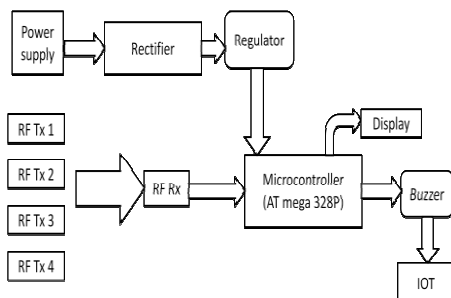 Power
supply
Rectifier
Regulator
RF Tx 1
RF Tx 2
RF Tx 3
RF Tx 4
RF Rx
Microcontroller
(AT mega 328P)
Display
Buzzer
IOT